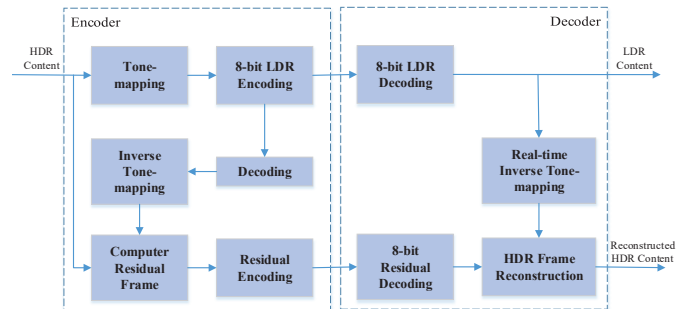 Encoder
Decoder
HDR
Content
Tone-
mapping
8-bit LDR
Encoding
8-bit LDR
Decoding
LDR
Content
Inverse
Tone-
mapping
Decoding
Real-time
Inverse Tone-
mapping
Computer
Residual
Frame
Residual
Encoding
8-bit
Residual
Decoding
HDR Frame
Reconstruction
Reconstructed
HDR Content